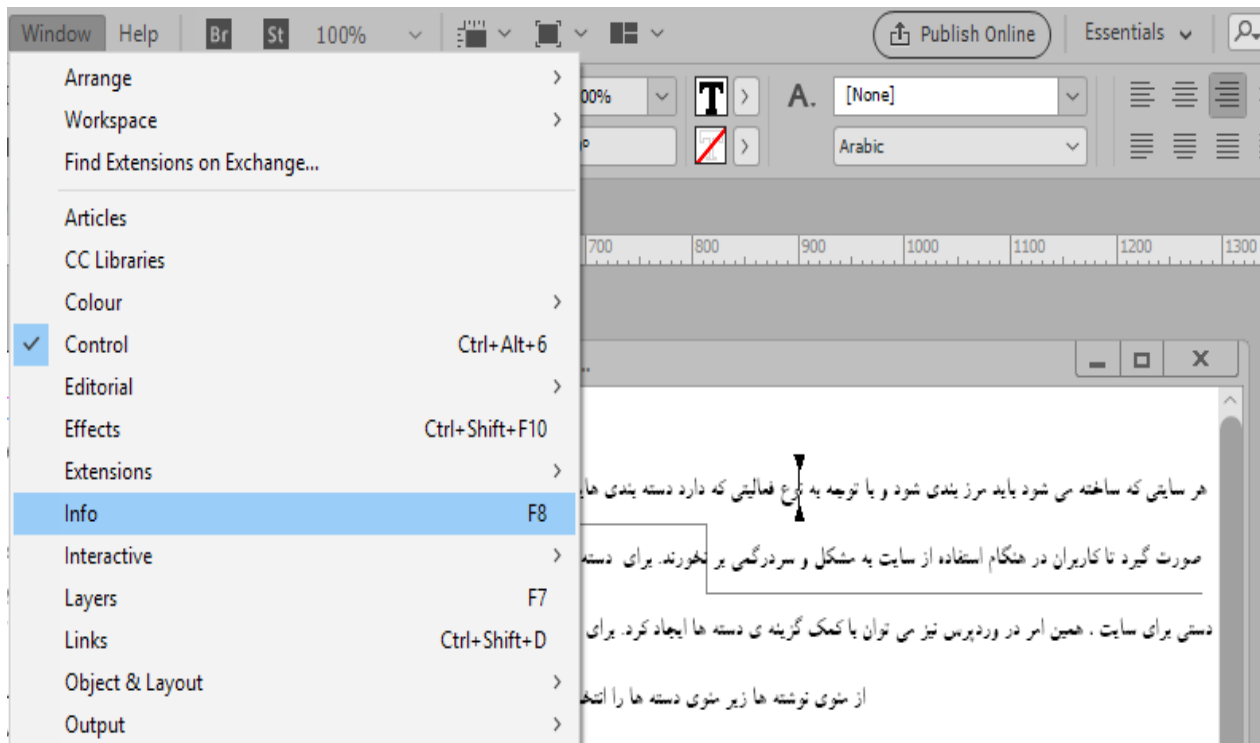 Window Help Br St 100% Publish Online Essentials
00% T A. [None]
Arabic
700 800 900 1000 1100 1200 1300
Arrange
Workspace
Find Extensions on Exchange...
Articles
CC Libraries
Colour
Control Ctrl+Alt+6
Editorial
Effects Ctrl+Shift+F10
Extensions
Info F8
Interactive
Layers F7
Links Ctrl+Shift+D
Object & Layout
Output
هر سایتی که ساخته می شود باید مرز بندی شود و با توجه به نوع فعالیتی که دارد دسته بندی های
صورت گیرد تا کاربران در هنگام استفاده از سایت به مشکل و سردرگمی بر نخورند. برای دسته
دستی برای سایت . همین امر در وردپرس نیز می توان با کمک گزینه ی دسته ها ایجاد کرد. برای
از منوی نوشته ها زیر منوی دسته ها را